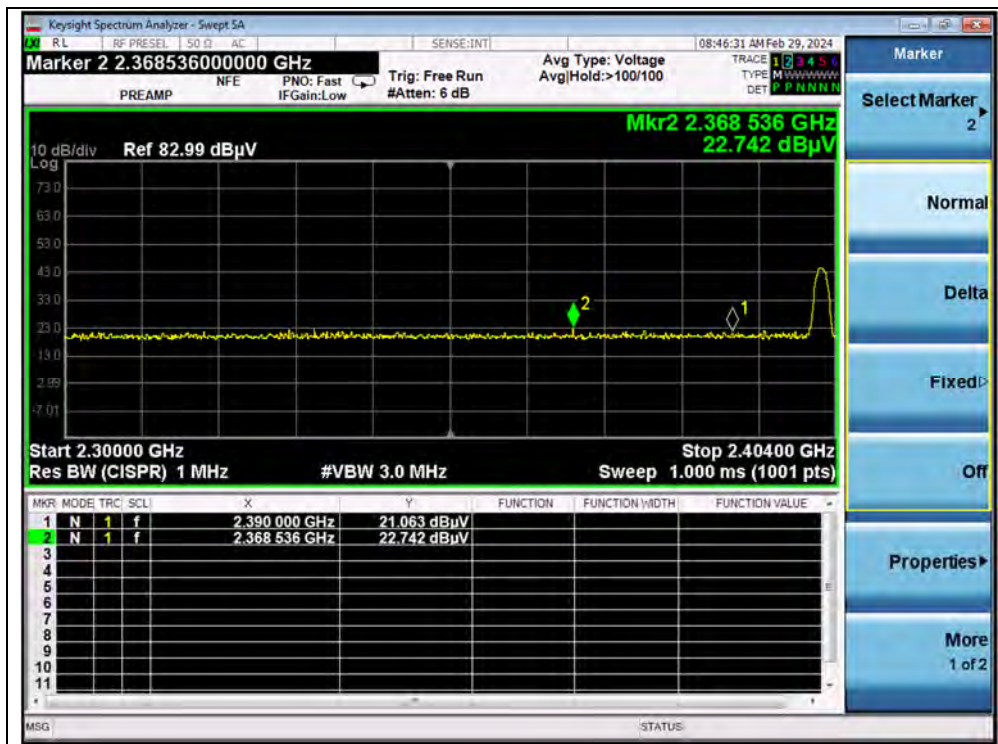 Keysight Spectrum Analyzer - Swept SA
LXI RL RF PRESEL 50 Ω AC SENSE:INT 08:46:31 AM Feb 29, 2024
Marker 2 2.368536000000 GHz
NFE
PREAMP
PNO: Fast
IFGain:Low
Trig: Free Run
#Atten: 6 dB
Avg Type: Voltage
Avg|Hold:>100/100
TRACE 1 2 3 4 5 6
TYPE M WWWWW
DET P P N N N N
Mkr2 2.368 536 GHz
22.742 dBµV
10 dB/div Ref 82.99 dBµV
Log
73.0
63.0
53.0
43.0
33.0
23.0
13.0
2.99
-7.01
2
1
Start 2.30000 GHz Stop 2.40400 GHz
Res BW (CISPR) 1 MHz #VBW 3.0 MHz Sweep 1.000 ms (1001 pts)
MKR MODE TRC SCL X Y FUNCTION FUNCTION WIDTH FUNCTION VALUE
1 N 1 f 2.390 000 GHz 21.063 dBµV
2 N 1 f 2.368 536 GHz 22.742 dBµV
3
4
5
6
7
8
9
10
11
MSG STATUS
Marker
Select Marker
2
Normal
Delta
Fixed
Off
Properties
More
1 of 2